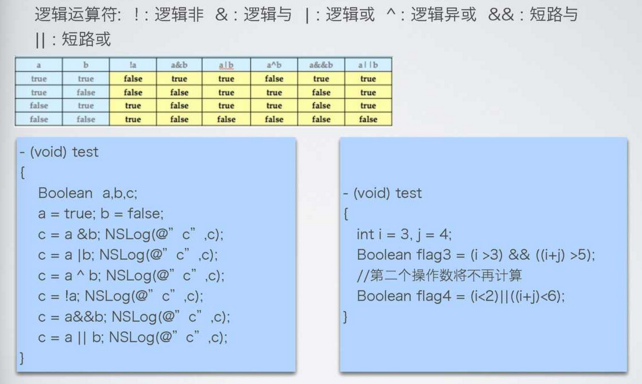 逻辑运算符: ！: 逻辑非 &：逻辑与 |：逻辑或 ^：逻辑异或 &&：短路与
||：短路或
a b !a a&b a|b a^b a&&b a||b
true true false true true false true true
true false false false true true false true
false true true false true true false true
false false true false false false false false
- (void) test
{
Boolean a,b,c;
a = true; b = false;
c = a &b; NSLog(@”c”,c);
c = a |b; NSLog(@”c”,c);
c = a ^ b; NSLog(@”c”,c);
c = !a; NSLog(@”c”,c);
c = a&&b; NSLog(@”c”,c);
c = a || b; NSLog(@”c”,c);
}
- (void) test
{
int i = 3, j = 4;
Boolean flag3 = (i >3) && ((i+j) >5);
//第二个操作数将不再计算
Boolean flag4 = (i<2)||((i+j)<6);
}